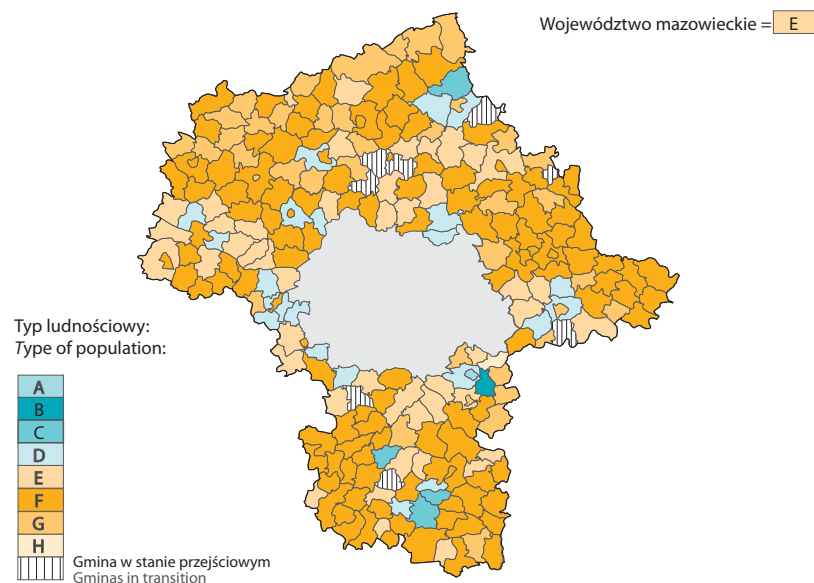 Województwo mazowieckie = E
Typ ludnościowy:
Type of population:
A
B
C
D
E
F
G
H
Gmina w stanie przejściowym
Gminas in transition